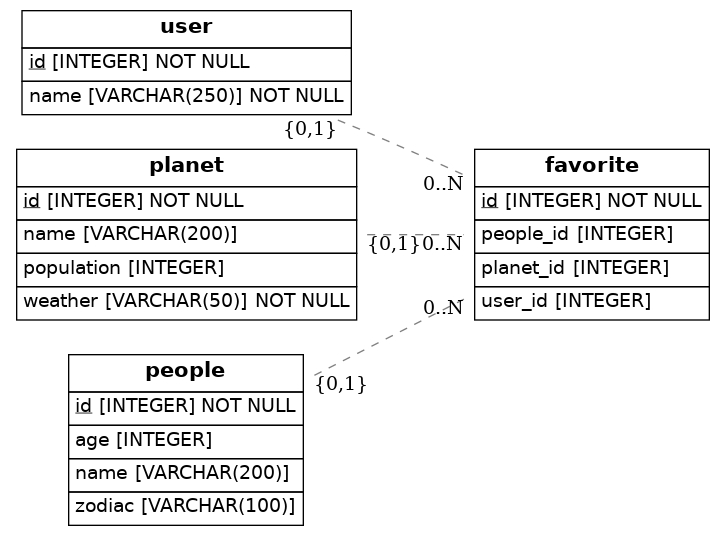 user
id [INTEGER] NOT NULL
name [VARCHAR(250)] NOT NULL
{0,1}
0..N
planet
id [INTEGER] NOT NULL
name [VARCHAR(200)]
population [INTEGER]
weather [VARCHAR(50)] NOT NULL
{0,1}
0..N
favorite
id [INTEGER] NOT NULL
people_id [INTEGER]
planet_id [INTEGER]
user_id [INTEGER]
0..N
{0,1}
people
id [INTEGER] NOT NULL
age [INTEGER]
name [VARCHAR(200)]
zodiac [VARCHAR(100)]